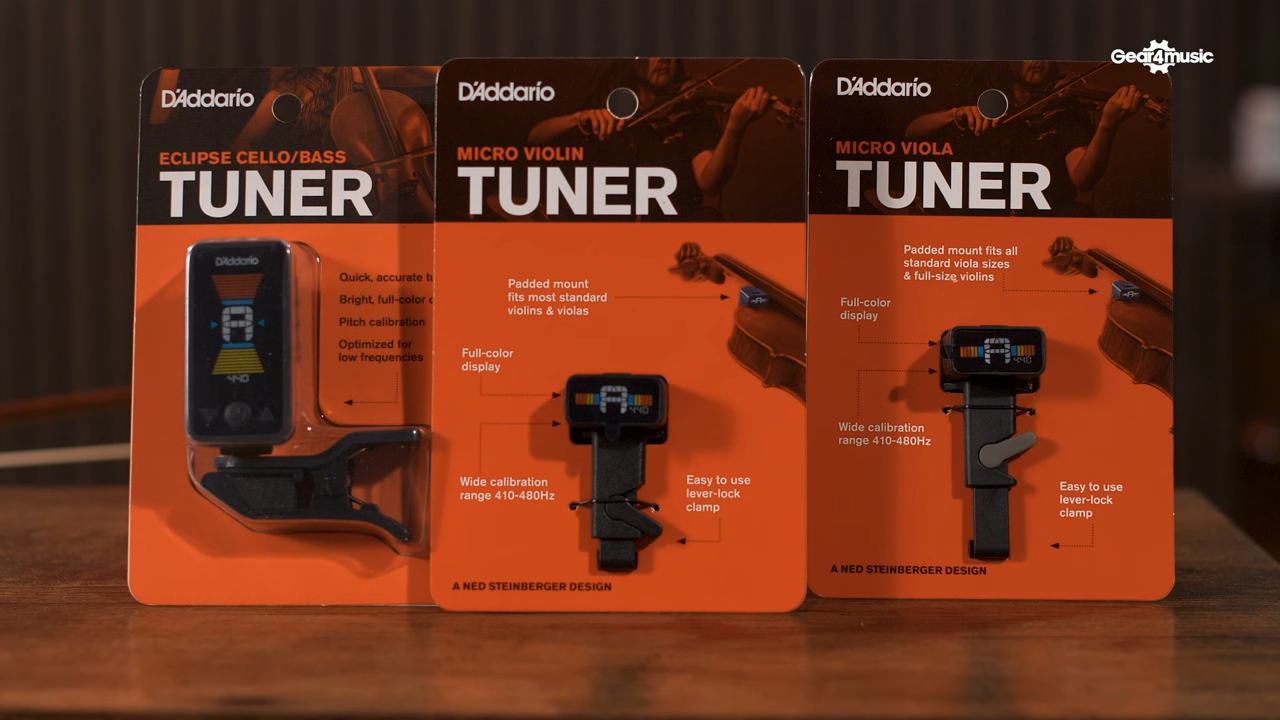 Gear4music
D'Addario
ECLIPSE CELLO/BASS
TUNER
D'Addario
440
Quick, accurate tu
Bright, full-color
Pitch calibration
Optimized for
low frequencies
D'Addario
MICRO VIOLIN
TUNER
Padded mount
fits most standard
violins & violas
Full-color
display
A
440
Wide calibration
range 410-480Hz
Easy to use
lever-lock
clamp
A NED STEINBERGER DESIGN
D'Addario
MICRO VIOLA
TUNER
Padded mount fits all
standard viola sizes
& full-size violins
Full-color
display
A
440
Wide calibration
range 410-480Hz
Easy to use
lever-lock
clamp
A NED STEINBERGER DESIGN